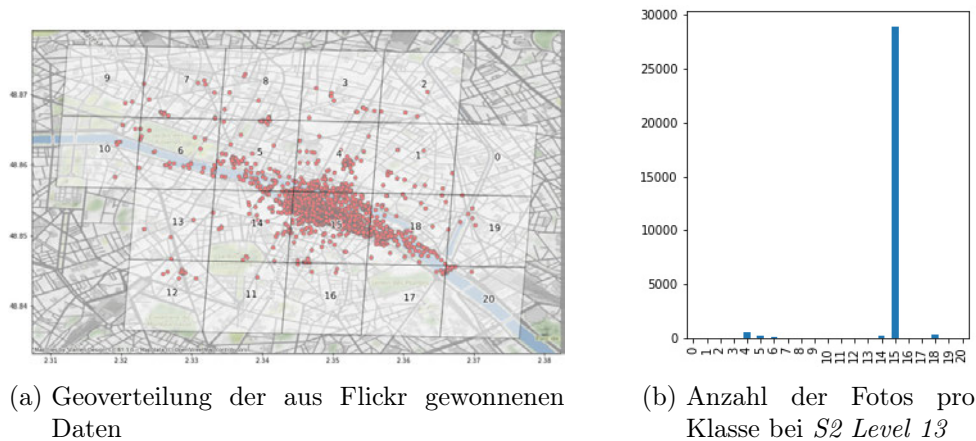 30000
25000
20000
15000
10000
5000
0
0 1 2 3 4 5 6 7 8 9 10 11 12 13 14 15 16 17 18 19 20
48.87
48.86
48.85
48.84
2.31 2.32 2.33 2.34 2.35 2.36 2.37 2.38
9 7 8 3 2
10 6 5 4 1 0
13 14 15 18 19
12 11 16 17 20
(a) Geoverteilung der aus Flickr gewonnenen
Daten
(b) Anzahl der Fotos pro
Klasse bei S2 Level 13